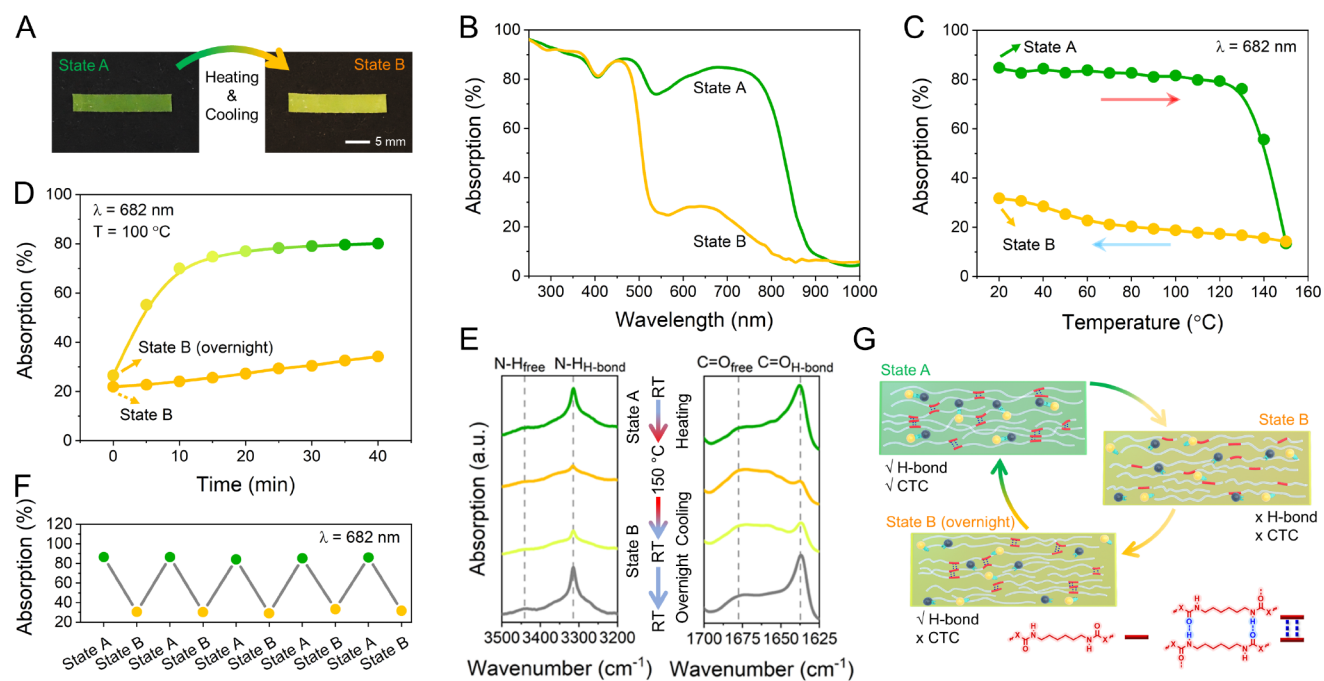 A
State A
State B
Heating
&
Cooling
5 mm
B
Absorption (%)
100
80
60
40
20
0
State A
State B
300 400 500 600 700 800 900 1000
Wavelength (nm)
C
Absorption (%)
100
80
60
40
20
0
State A
λ = 682 nm
State B
20 40 60 80 100 120 140 160
Temperature (°C)
D
Absorption (%)
100
80
60
40
20
0
λ = 682 nm
T = 100 °C
State B (overnight)
State B
0 10 20 30 40
Time (min)
E
Absorption (a.u.)
N-Hfree N-HH-bond
3500 3400 3300 3200
Wavenumber (cm-1)
State A
State B
RT
150 °C
RT
RT
Heating
Cooling
Overnight
C=Ofree C=OH-bond
1700 1675 1650 1625
Wavenumber (cm-1)
F
Absorption (%)
120
100
80
60
40
20
λ = 682 nm
State A State B State A State B State A State B State A State B State A State B
G
State A
√ H-bond
√ CTC
State B
x H-bond
x CTC
State B (overnight)
√ H-bond
x CTC